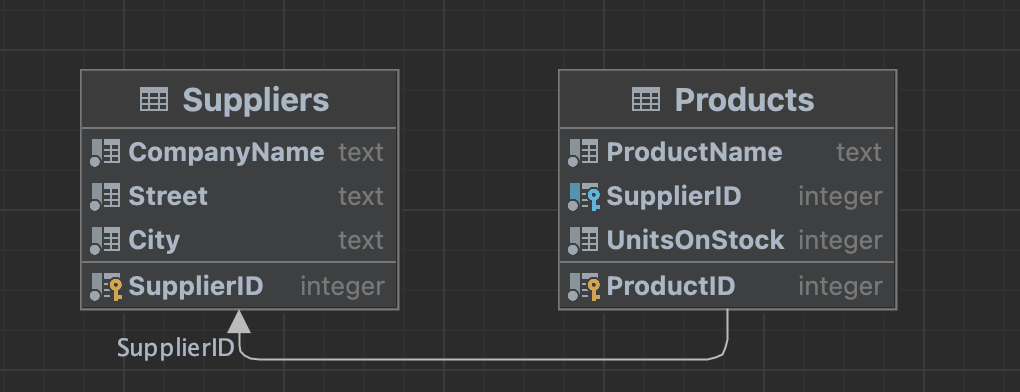 Suppliers
CompanyName text
Street text
City text
SupplierID integer
Products
ProductName text
SupplierID integer
UnitsOnStock integer
ProductID integer
SupplierID